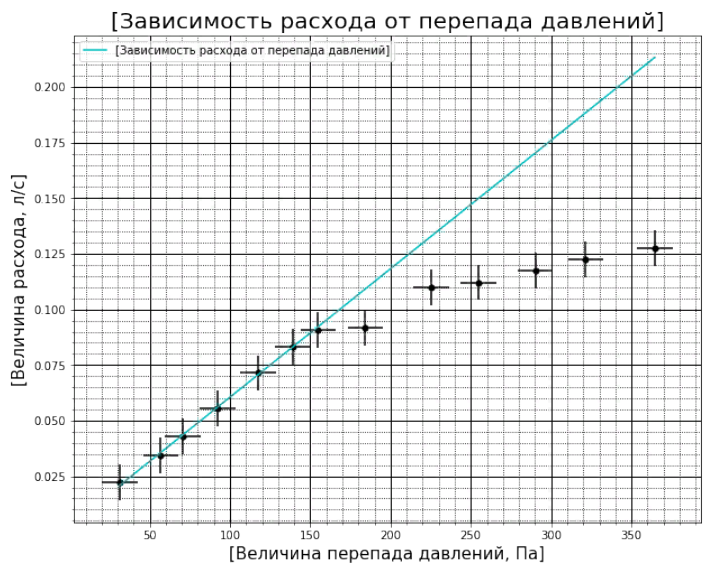 [Зависимость расхода от перепада давлений]
[Зависимость расхода от перепада давлений]
0.200
0.175
0.150
0.125
0.100
0.075
0.050
0.025
[Величина расхода, л/с]
50 100 150 200 250 300 350
[Величина перепада давлений, Па]